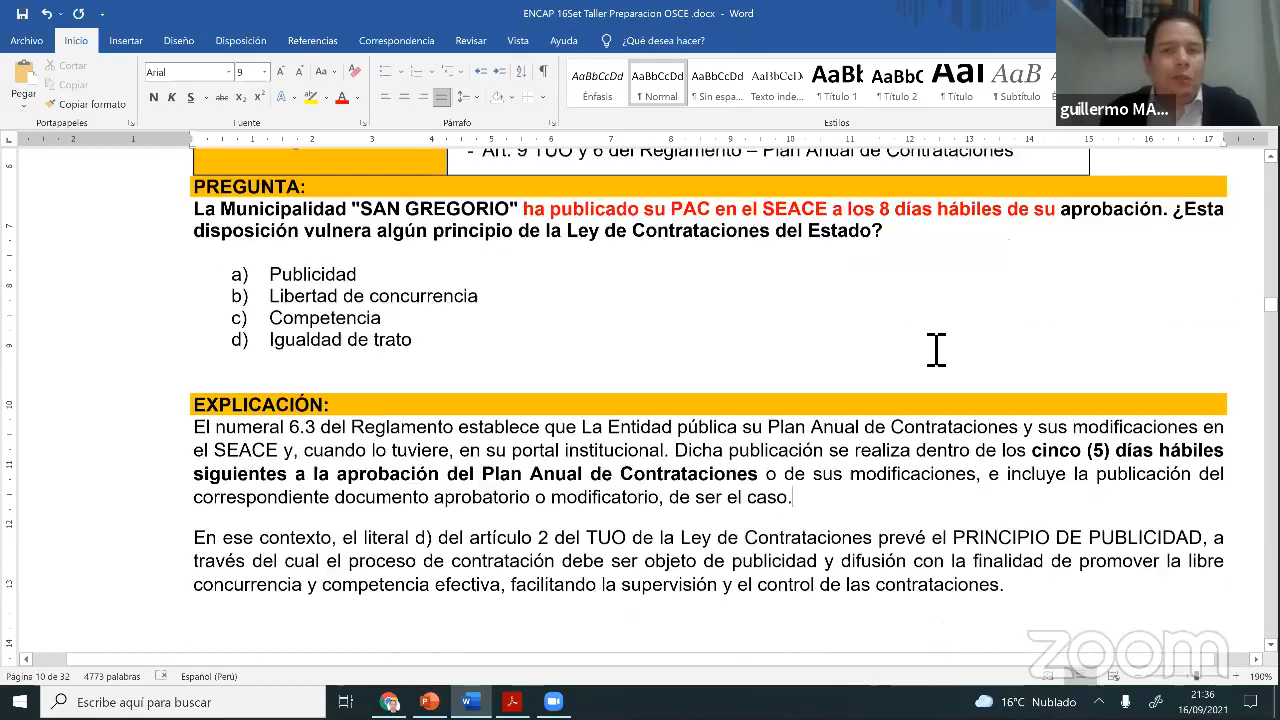 ENCAP 16Set Taller Preparacion OSCE .docx - Word
Archivo Inicio Insertar Diseño Disposición Referencias Correspondencia Revisar Vista Ayuda ¿Qué desea hacer?
Pegar
Cortar
Copiar
Copiar formato
Portapapeles
Arial 9
Fuente
Párrafo
AaBbCcDd AaBbCcDd AaBbCcDd AaBbCcDd AaBbCc AaBbC AaI AaB
Énfasis ¶ Normal ¶ Sin espa... Texto inde... ¶ Título 1 ¶ Título 2 ¶ Título ¶ Subtítulo
Estilos
guillermo MA...
- Art. 9 TUO y 6 del Reglamento – Plan Anual de Contrataciones
PREGUNTA:
La Municipalidad "SAN GREGORIO" ha publicado su PAC en el SEACE a los 8 días hábiles de su aprobación. ¿Esta
disposición vulnera algún principio de la Ley de Contrataciones del Estado?
a) Publicidad
b) Libertad de concurrencia
c) Competencia
d) Igualdad de trato
EXPLICACIÓN:
El numeral 6.3 del Reglamento establece que La Entidad pública su Plan Anual de Contrataciones y sus modificaciones en
el SEACE y, cuando lo tuviere, en su portal institucional. Dicha publicación se realiza dentro de los cinco (5) días hábiles
siguientes a la aprobación del Plan Anual de Contrataciones o de sus modificaciones, e incluye la publicación del
correspondiente documento aprobatorio o modificatorio, de ser el caso.
En ese contexto, el literal d) del artículo 2 del TUO de la Ley de Contrataciones prevé el PRINCIPIO DE PUBLICIDAD, a
través del cual el proceso de contratación debe ser objeto de publicidad y difusión con la finalidad de promover la libre
concurrencia y competencia efectiva, facilitando la supervisión y el control de las contrataciones.
zoom
Página 10 de 32 4773 palabras Español (Perú) 190%
Escribe aquí para buscar
16°C Nublado
21:36
16/09/2021